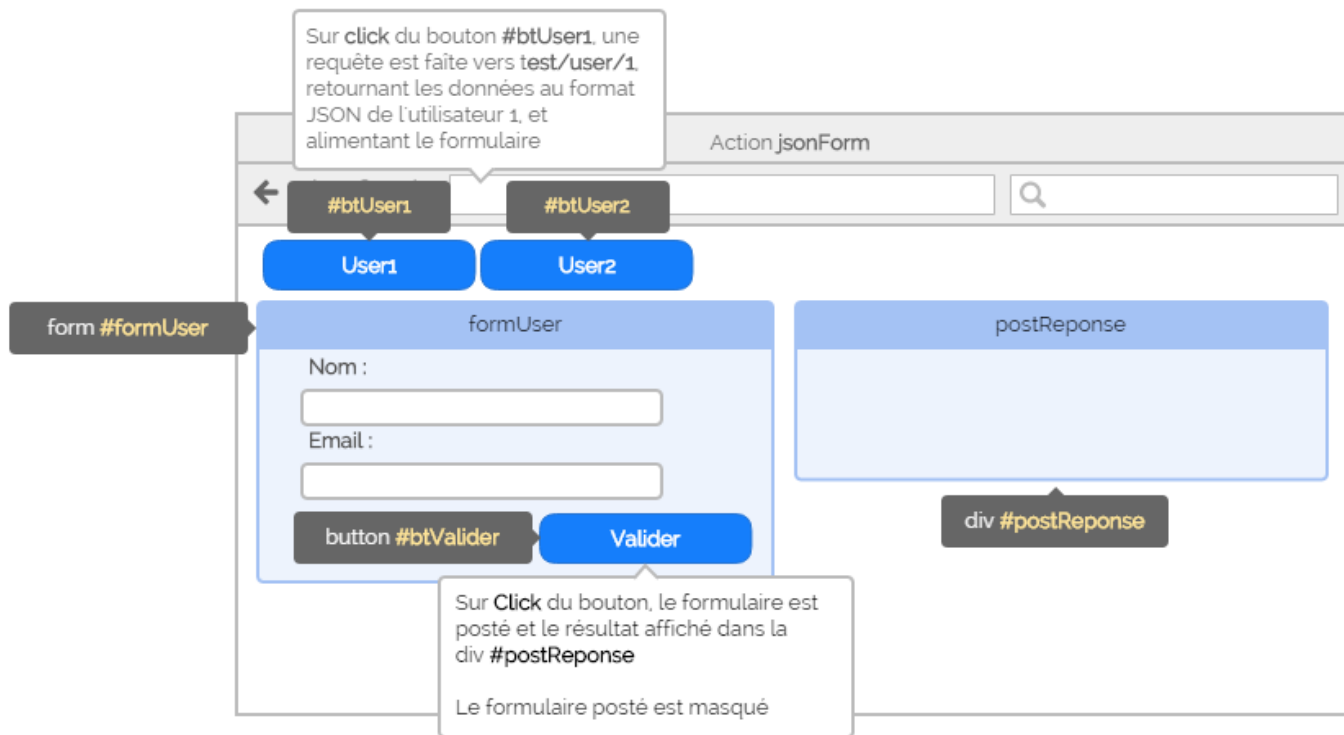 Sur click du bouton #btUser1, une
requête est faîte vers test/user/1,
retournant les données au format
JSON de l'utilisateur 1, et
alimentant le formulaire
Action jsonForm
#btUser1
#btUser2
User1
User2
form #formUser
formUser
postReponse
Nom :
Email :
button #btValider
Valider
div #postReponse
Sur Click du bouton, le formulaire est
posté et le résultat affiché dans la
div #postReponse
Le formulaire posté est masqué